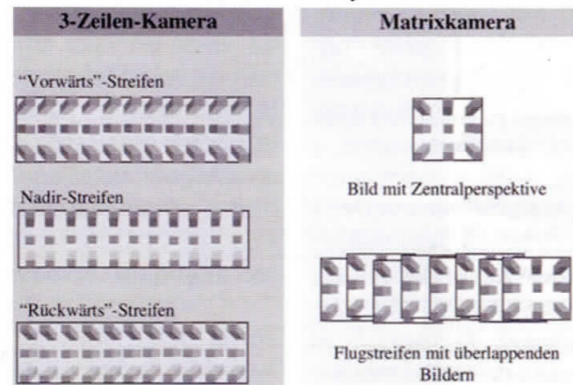 3-Zeilen-Kamera
“Vorwärts”-Streifen
Nadir-Streifen
“Rückwärts”-Streifen
Matrixkamera
Bild mit Zentralperspektive
Flugstreifen mit überlappenden
Bildern